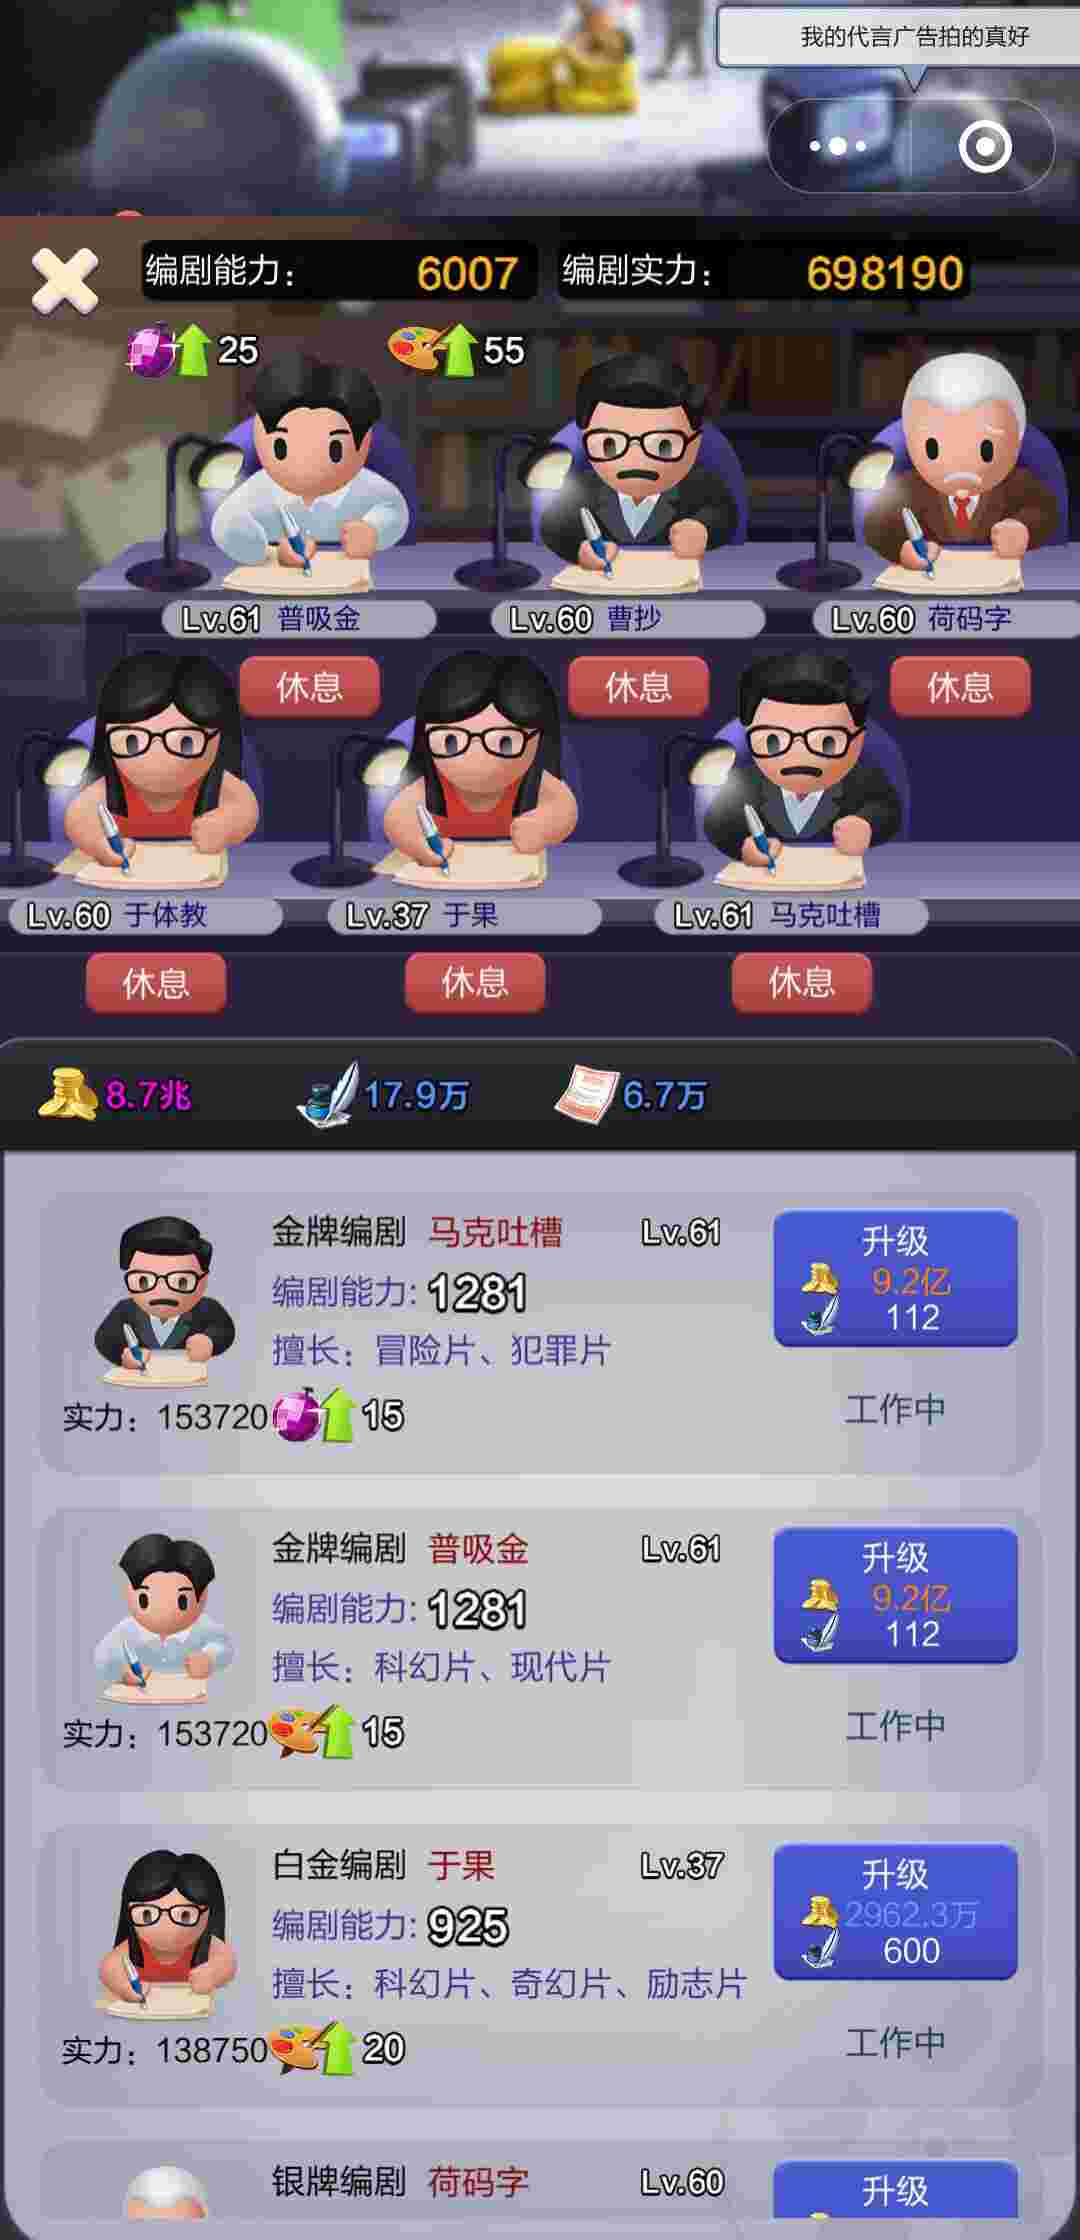 我的代言广告拍的真好
编剧能力： 6007 编剧实力： 698190
25 55
Lv.61 普吸金 Lv.60 曹抄 Lv.60 荷码字
休息 休息 休息
Lv.60 于体教 Lv.37 于果 Lv.61 马克吐槽
休息 休息 休息
8.7兆 17.9万 6.7万
金牌编剧 马克吐槽 Lv.61 升级
编剧能力: 1281 9.2亿
112
擅长：冒险片、犯罪片
实力：153720 15 工作中
金牌编剧 普吸金 Lv.61 升级
编剧能力: 1281 9.2亿
112
擅长：科幻片、现代片
实力：153720 15 工作中
白金编剧 于果 Lv.37 升级
编剧能力: 925 2962.3万
600
擅长：科幻片、奇幻片、励志片
实力：138750 20 工作中
银牌编剧 荷码字 Lv.60 升级